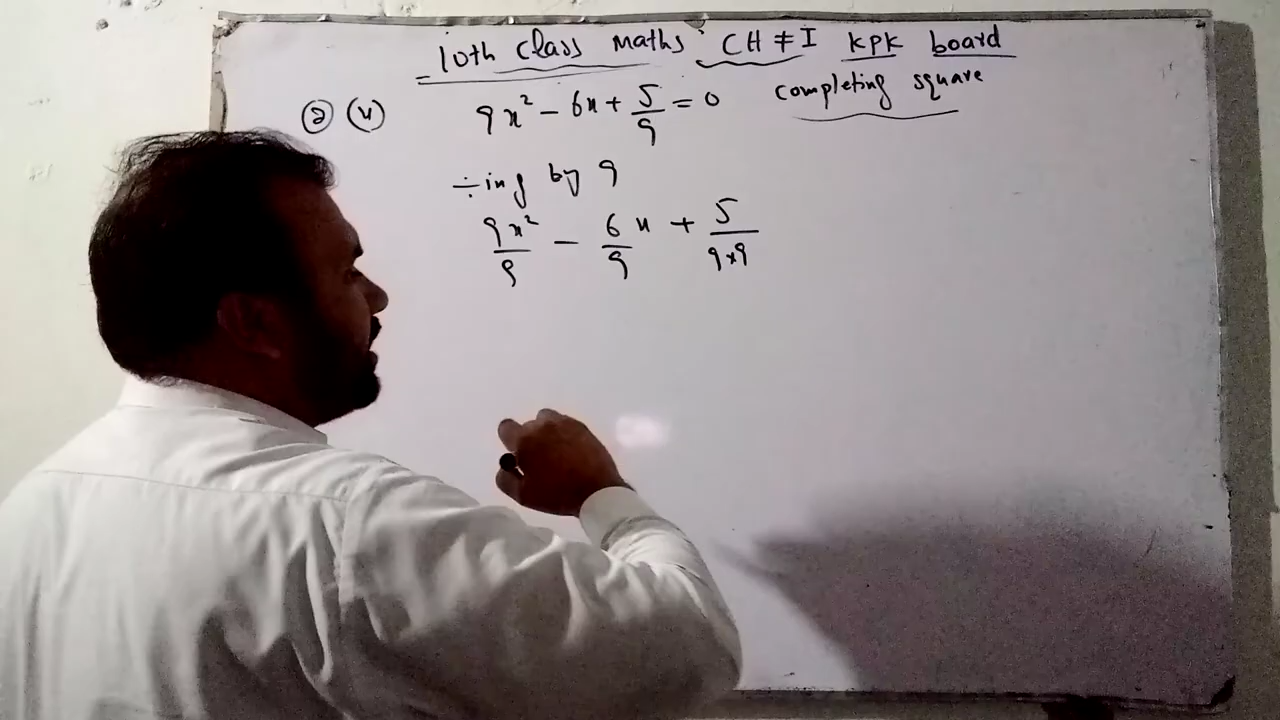 10th class maths CH # I KPK board
completing square
② (v) 9x² - 6x + 5/9 = 0
÷ing by 9
9x²/9 - 6/9 x + 5/9×9